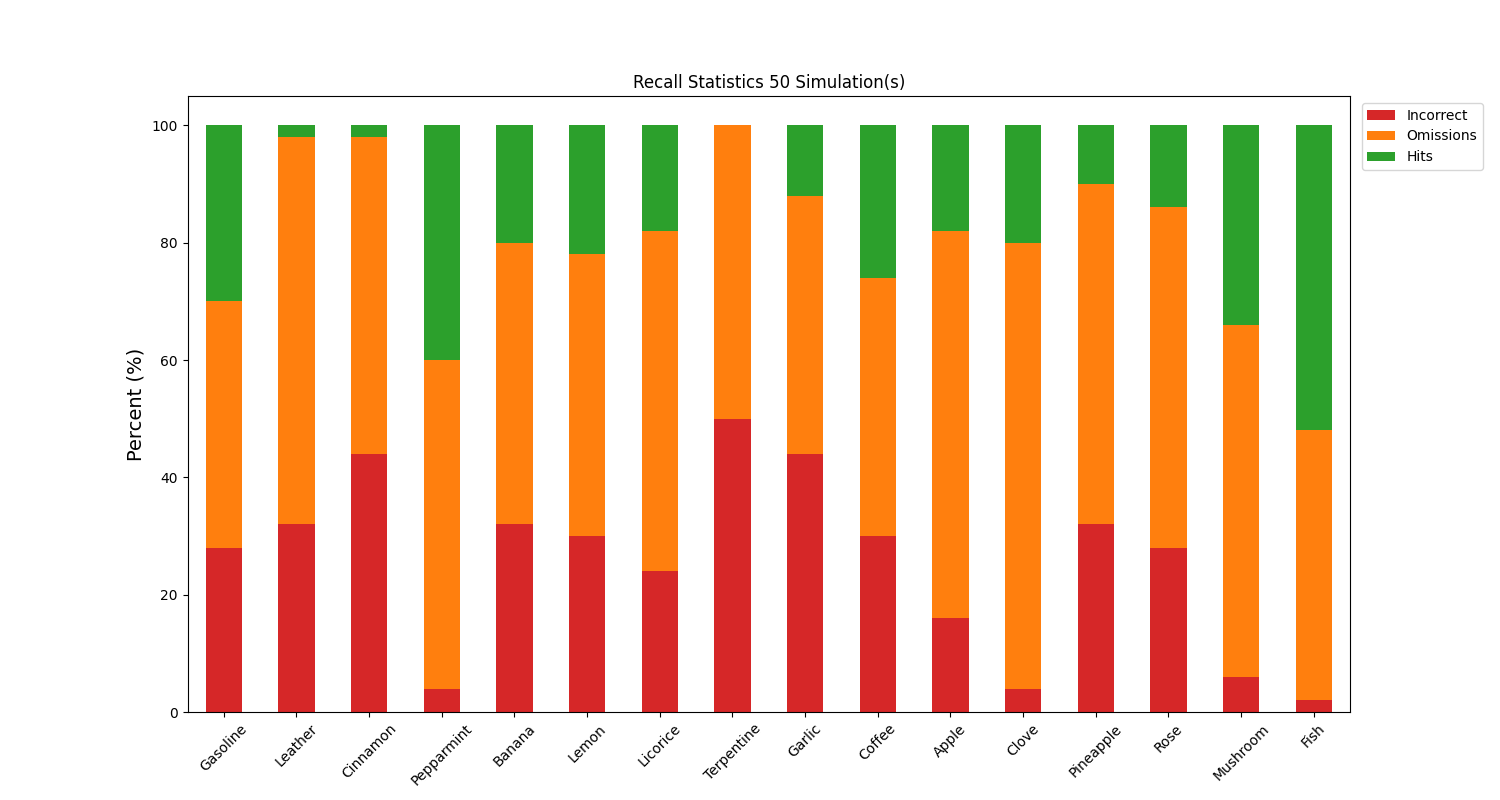 Recall Statistics 50 Simulation(s)
Incorrect
Omissions
Hits
Percent (%)
100
80
60
40
20
0
Gasoline
Leather
Cinnamon
Pepparmint
Banana
Lemon
Licorice
Terpentine
Garlic
Coffee
Apple
Clove
Pineapple
Rose
Mushroom
Fish